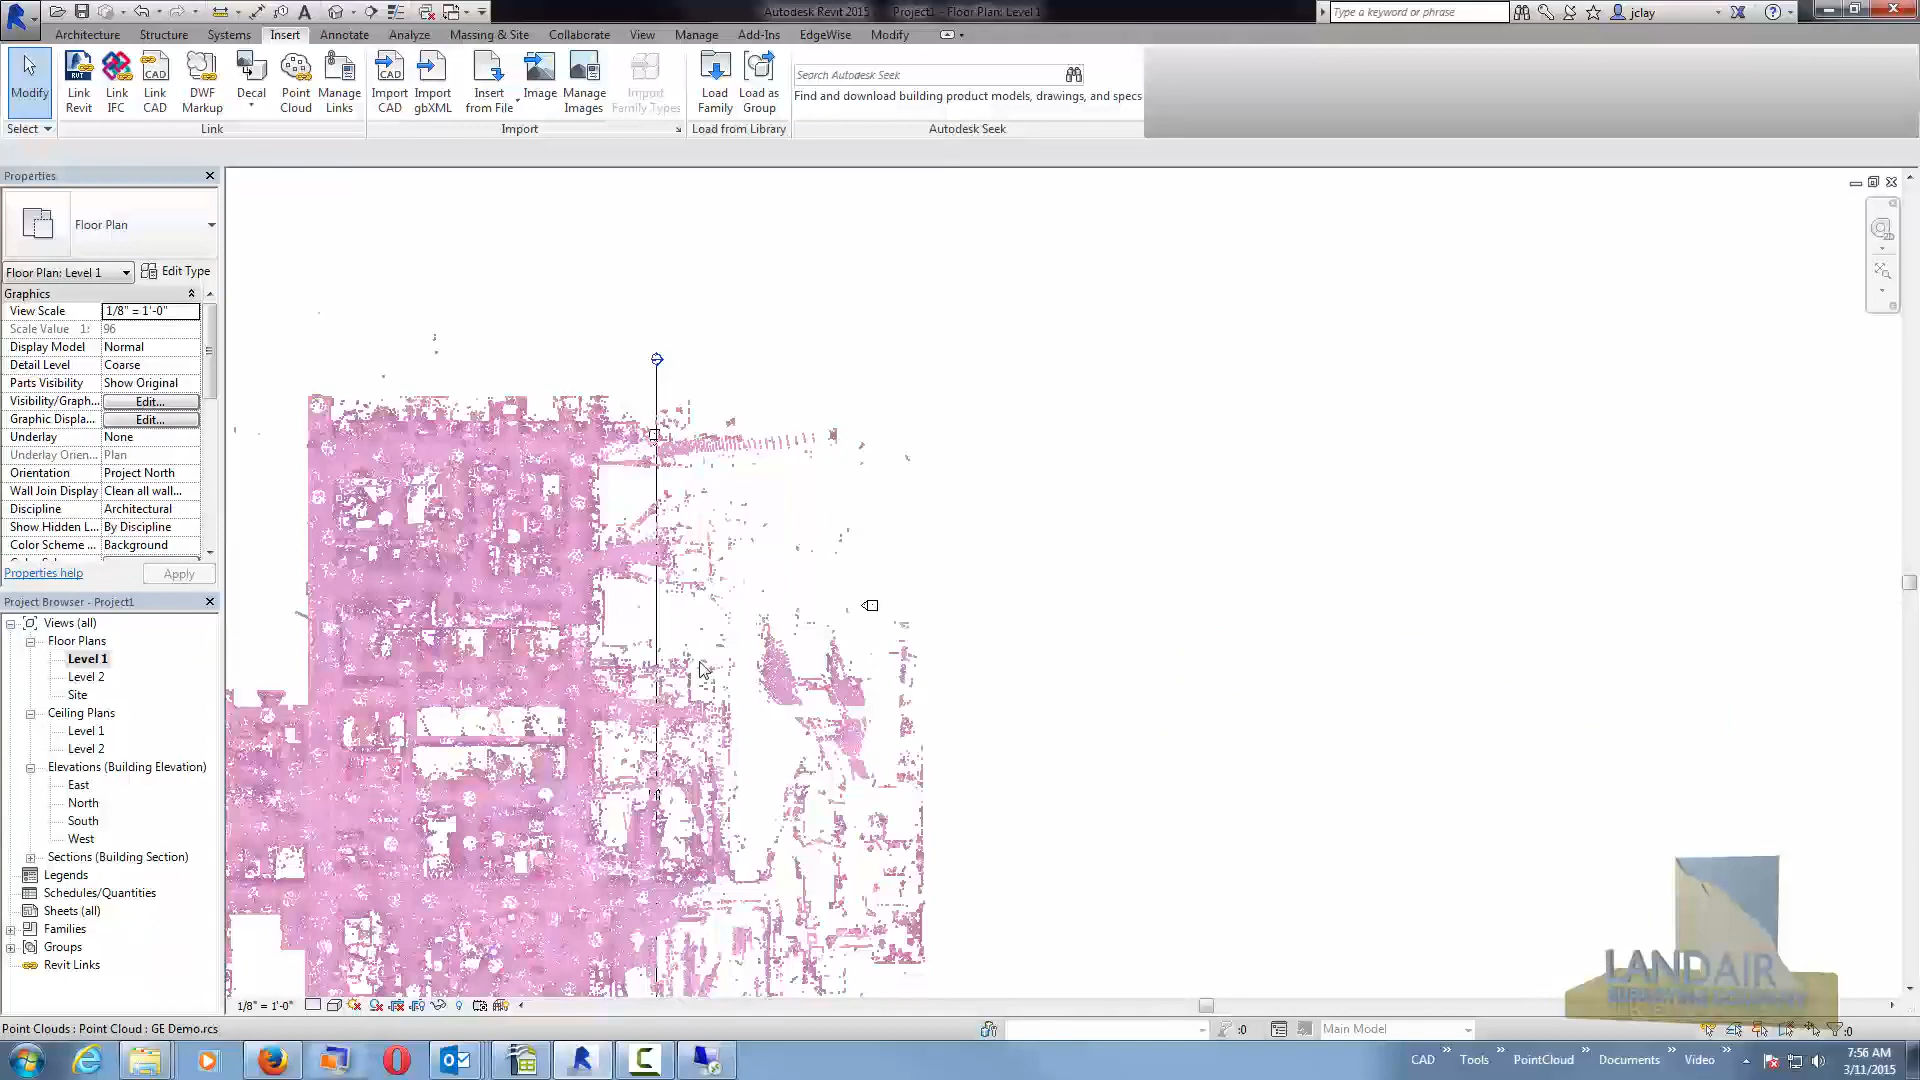 Autodesk Revit 2015 Project1 - Floor Plan: Level 1
Type a keyword or phrase
jclay
Architecture Structure Systems Insert Annotate Analyze Massing & Site Collaborate View Manage Add-Ins EdgeWise Modify
Modify
Link Revit
Link IFC
Link CAD
DWF Markup
Decal
Point Cloud
Manage Links
Import CAD
Import gbXML
Insert from File
Image
Manage Images
Import Family Types
Load Family
Load as Group
Search Autodesk Seek
Find and download building product models, drawings, and specs
Select Link Import Load from Library Autodesk Seek
Properties
Floor Plan
Floor Plan: Level 1 Edit Type
Graphics
View Scale 1/8" = 1'-0"
Scale Value 1: 96
Display Model Normal
Detail Level Coarse
Parts Visibility Show Original
Visibility/Graph... Edit...
Graphic Displa... Edit...
Underlay None
Underlay Orien... Plan
Orientation Project North
Wall Join Display Clean all wall...
Discipline Architectural
Show Hidden L... By Discipline
Color Scheme ... Background
Properties help Apply
Project Browser - Project1
Views (all)
Floor Plans
Level 1
Level 2
Site
Ceiling Plans
Level 1
Level 2
Elevations (Building Elevation)
East
North
South
West
Sections (Building Section)
Legends
Schedules/Quantities
Sheets (all)
Families
Groups
Revit Links
1/8" = 1'-0"
LANDAIR
Point Clouds : Point Cloud : GE Demo.rcs
:0
Main Model
:0
CAD Tools PointCloud Documents Video
7:56 AM
3/11/2015